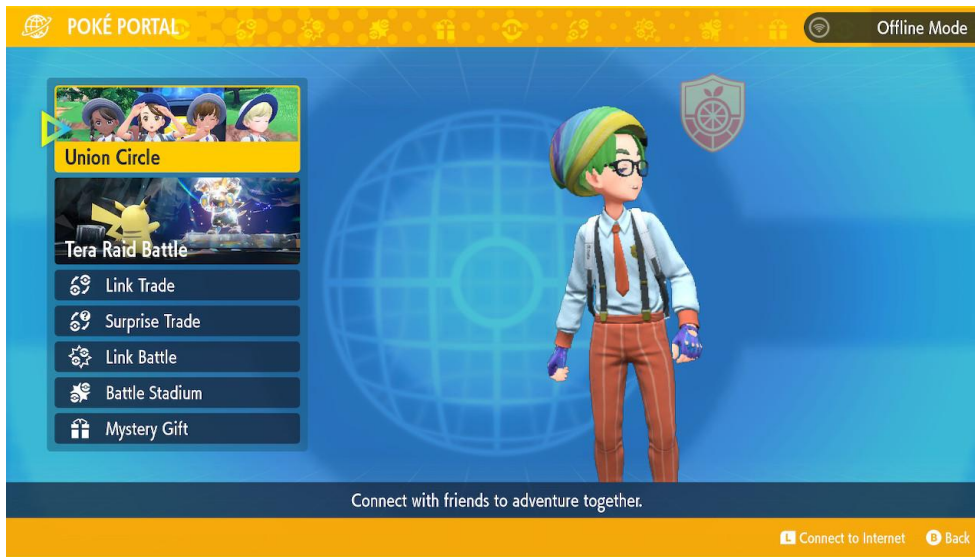 POKÉ PORTAL
Offline Mode
Union Circle
Tera Raid Battle
Link Trade
Surprise Trade
Link Battle
Battle Stadium
Mystery Gift
Connect with friends to adventure together.
L Connect to Internet B Back